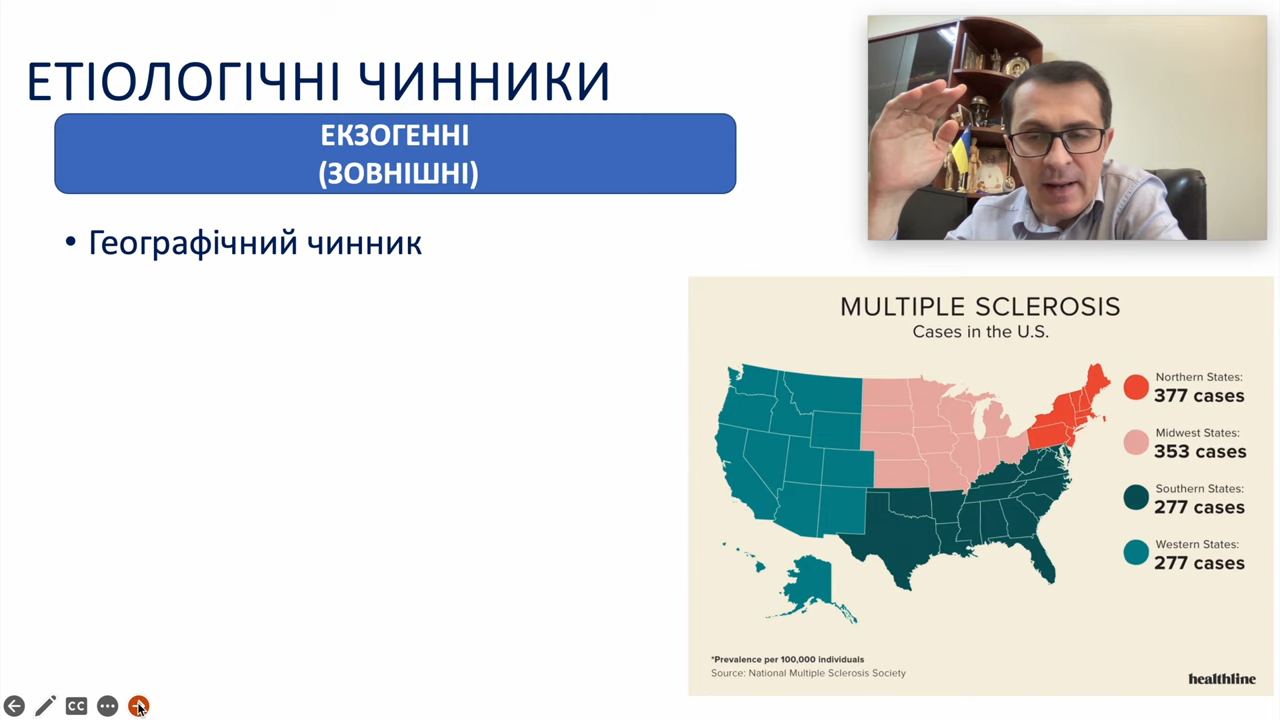 ЕТІОЛОГІЧНІ ЧИННИКИ
ЕКЗОГЕННІ
(ЗОВНІШНІ)
• Географічний чинник
MULTIPLE SCLEROSIS
Cases in the U.S.
Northern States:
377 cases
Midwest States:
353 cases
Southern States:
277 cases
Western States:
277 cases
*Prevalence per 100,000 individuals
Source: National Multiple Sclerosis Society
healthline
CC